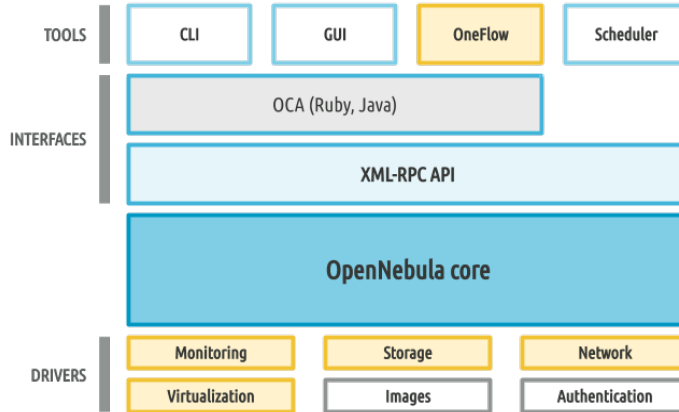 TOOLS
CLI
GUI
OneFlow
Scheduler
INTERFACES
OCA (Ruby, Java)
XML-RPC API
OpenNebula core
DRIVERS
Monitoring
Storage
Network
Virtualization
Images
Authentication